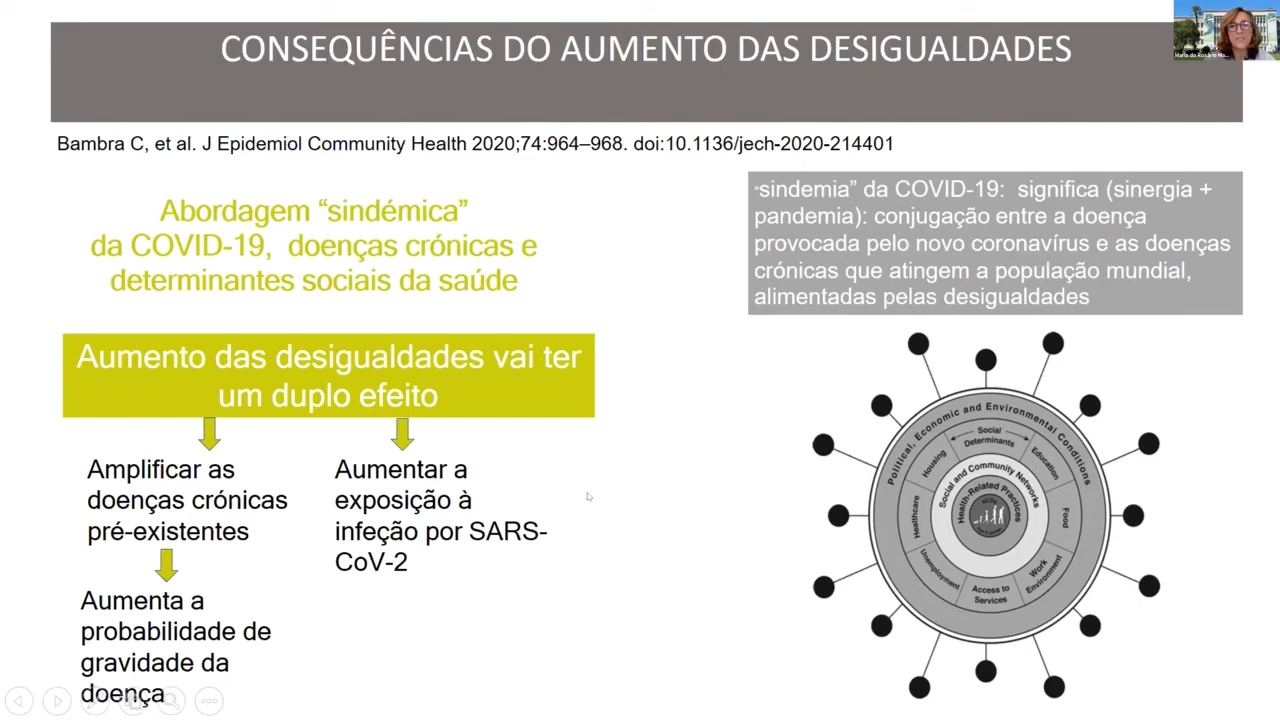 CONSEQUÊNCIAS DO AUMENTO DAS DESIGUALDADES
Maria do Rosário
Bambra C, et al. J Epidemiol Community Health 2020;74:964–968. doi:10.1136/jech-2020-214401
Abordagem “sindémica”
da COVID-19, doenças crónicas e
determinantes sociais da saúde
“sindemia” da COVID-19: significa (sinergia +
pandemia): conjugação entre a doença
provocada pelo novo coronavírus e as doenças
crónicas que atingem a população mundial,
alimentadas pelas desigualdades
Aumento das desigualdades vai ter
um duplo efeito
Amplificar as
doenças crónicas
pré-existentes
Aumentar a
exposição à
infeção por SARS-
CoV-2
Aumenta a
probabilidade de
gravidade da
doença
Political, Economic and Environmental Conditions
Social
Determinants
Housing
Education
Healthcare
Food
Unemployment
Work
Environment
Access to
Services
Social and Community Networks
Health-Related Practices